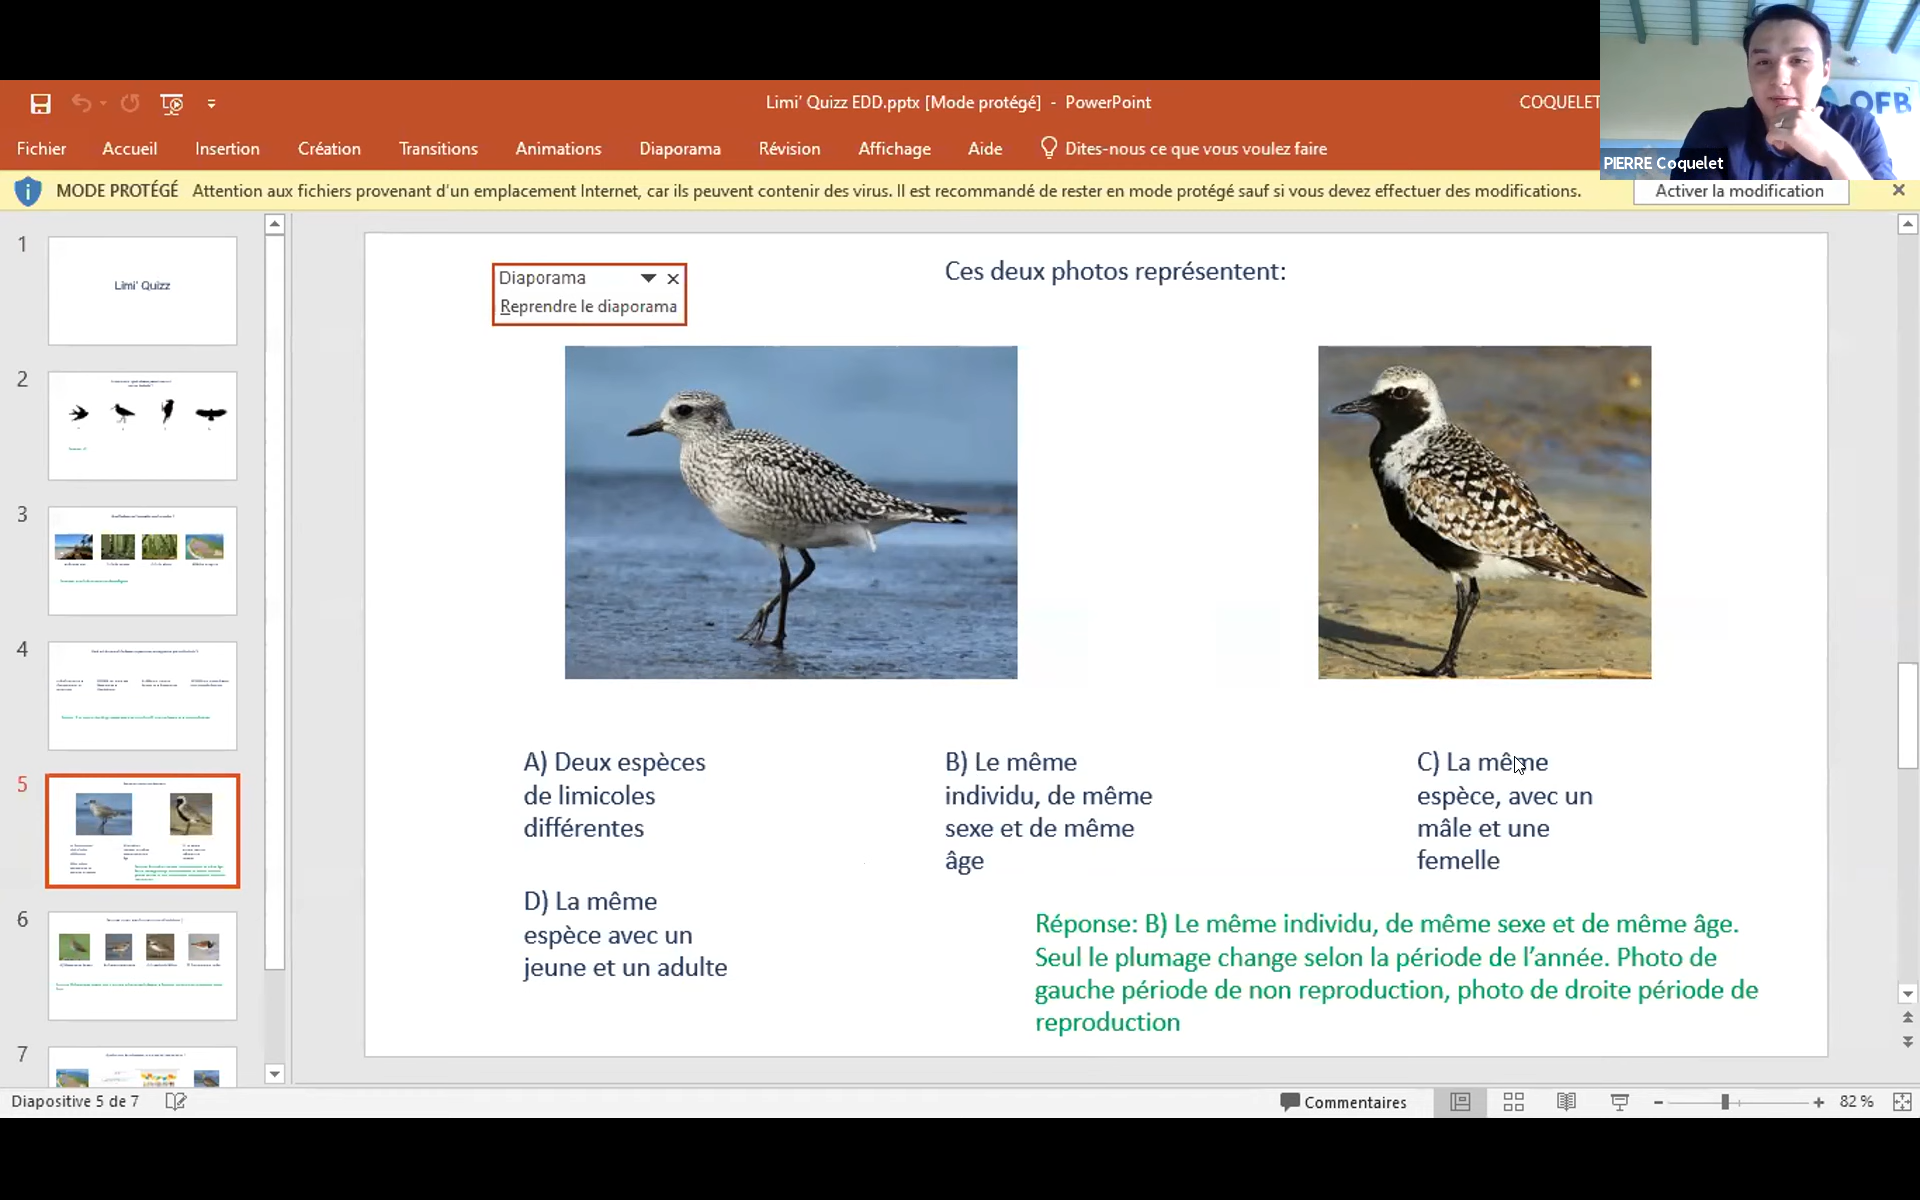 Limi' Quizz EDD.pptx [Mode protégé] - PowerPoint
COQUELET
OFB
Fichier
Accueil
Insertion
Création
Transitions
Animations
Diaporama
Révision
Affichage
Aide
Dites-nous ce que vous voulez faire
PIERRE Coquelet
MODE PROTÉGÉ
Attention aux fichiers provenant d'un emplacement Internet, car ils peuvent contenir des virus. Il est recommandé de rester en mode protégé sauf si vous devez effectuer des modifications.
Activer la modification
1
Limi' Quizz
2
3
4
5
6
7
Diaporama
Reprendre le diaporama
Ces deux photos représentent:
A) Deux espèces
de limicoles
différentes
B) Le même
individu, de même
sexe et de même
âge
C) La même
espèce, avec un
mâle et une
femelle
D) La même
espèce avec un
jeune et un adulte
Réponse: B) Le même individu, de même sexe et de même âge.
Seul le plumage change selon la période de l'année. Photo de
gauche période de non reproduction, photo de droite période de
reproduction
Diapositive 5 de 7
Commentaires
82 %